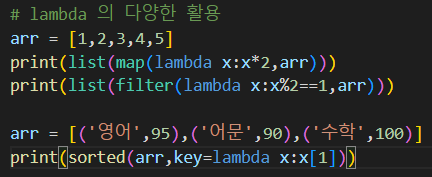 # lambda 의 다양한 활용
arr = [1,2,3,4,5]
print(list(map(lambda x:x*2,arr)))
print(list(filter(lambda x:x%2==1,arr)))
arr = [('영어',95),('어문',90),('수학',100)]
print(sorted(arr,key=lambda x:x[1]))